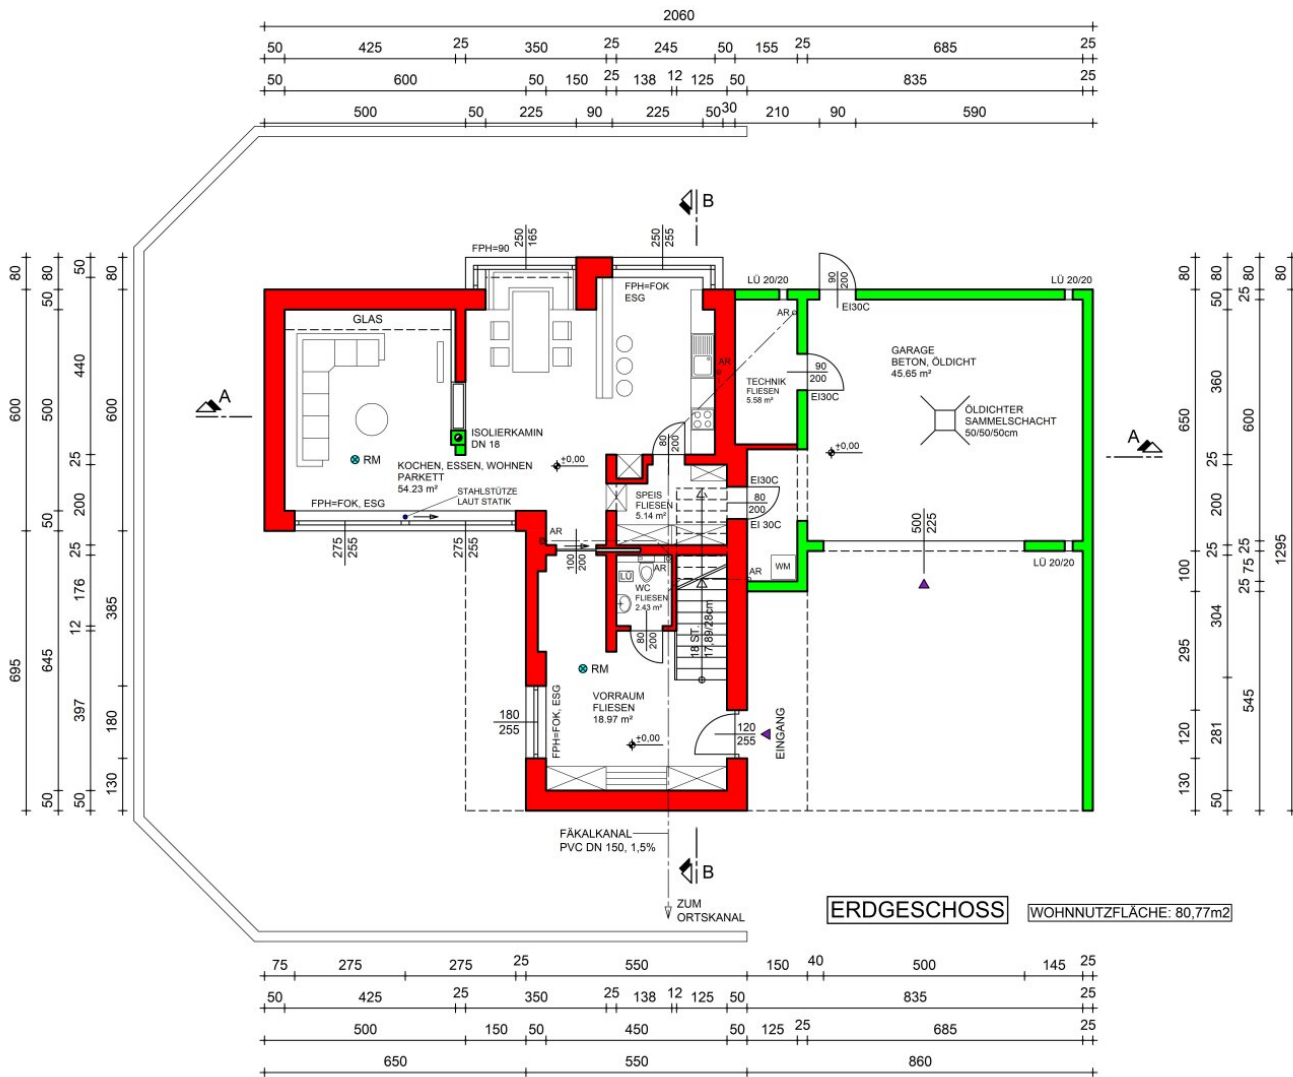 2060
50 425 25 350 25 245 50 155 25 685 25
50 600 50 150 25 138 12 125 50 835 25
500 50 225 90 225 50 30 210 90 590
B
FPH=90
250
165
250
255
80 80 50 80
50
440
600 500 600
25 25
200
50 50
25
176
12
385
695 645
397
180
130
50 50
80 80 80
50 25
360
650 600
25
200
25 25
75
100 25
1295
304
295
545
120 281
130 50
A
A
GLAS
FPH=FOK
ESG
LÜ 20/20
90
200
EI30C
LÜ 20/20
AR
GARAGE
BETON, ÖLDICHT
45.65 m²
AR
TECHNIK
FLIESEN
5.58 m²
90
200
EI30C
ÖLDICHTER
SAMMELSCHACHT
50/50/50cm
ISOLIERKAMIN
DN 18
80
200
±0,00
±0,00
RM
KOCHEN, ESSEN, WOHNEN
PARKETT
54.23 m²
STAHLSTÜTZE
LAUT STATIK
FPH=FOK, ESG
SPEIS
FLIESEN
5.14 m²
EI30C
80
200
EI 30C
500
225
275
255
275
255
AR
100
200
AR
LÜ
WC
FLIESEN
2.43 m²
80
200
AR
WM
LÜ 20/20
18 ST.
17,89/28cm
RM
VORRAUM
FLIESEN
18.97 m²
FPH=FOK, ESG
180
255
±0,00
120
255
EINGANG
FÄKALKANAL
PVC DN 150, 1,5%
B
ZUM
ORTSKANAL
ERDGESCHOSS
WOHNNUTZFLÄCHE: 80,77m2
75 275 275 25 550 150 40 500 145 25
50 425 25 350 25 138 12 125 50 835 25
500 150 50 450 50 125 25 685 25
650 550 860